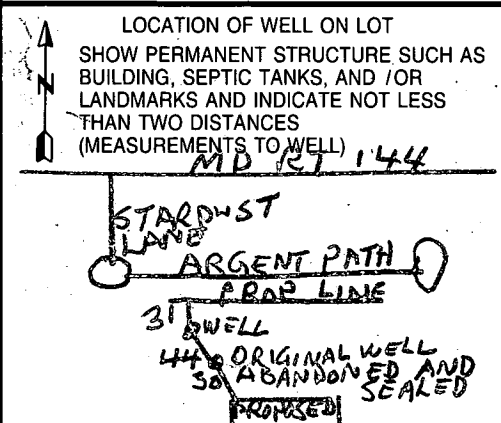 LOCATION OF WELL ON LOT
SHOW PERMANENT STRUCTURE SUCH AS
BUILDING, SEPTIC TANKS, AND / OR
LANDMARKS AND INDICATE NOT LESS
THAN TWO DISTANCES
(MEASUREMENTS TO WELL)
N
MD RT 144
STARDUST
LANE
ARGENT PATH
PROP LINE
31
WELL
44 ORIGINAL WELL
50 ABANDONED AND
SEALED
PROPOSED